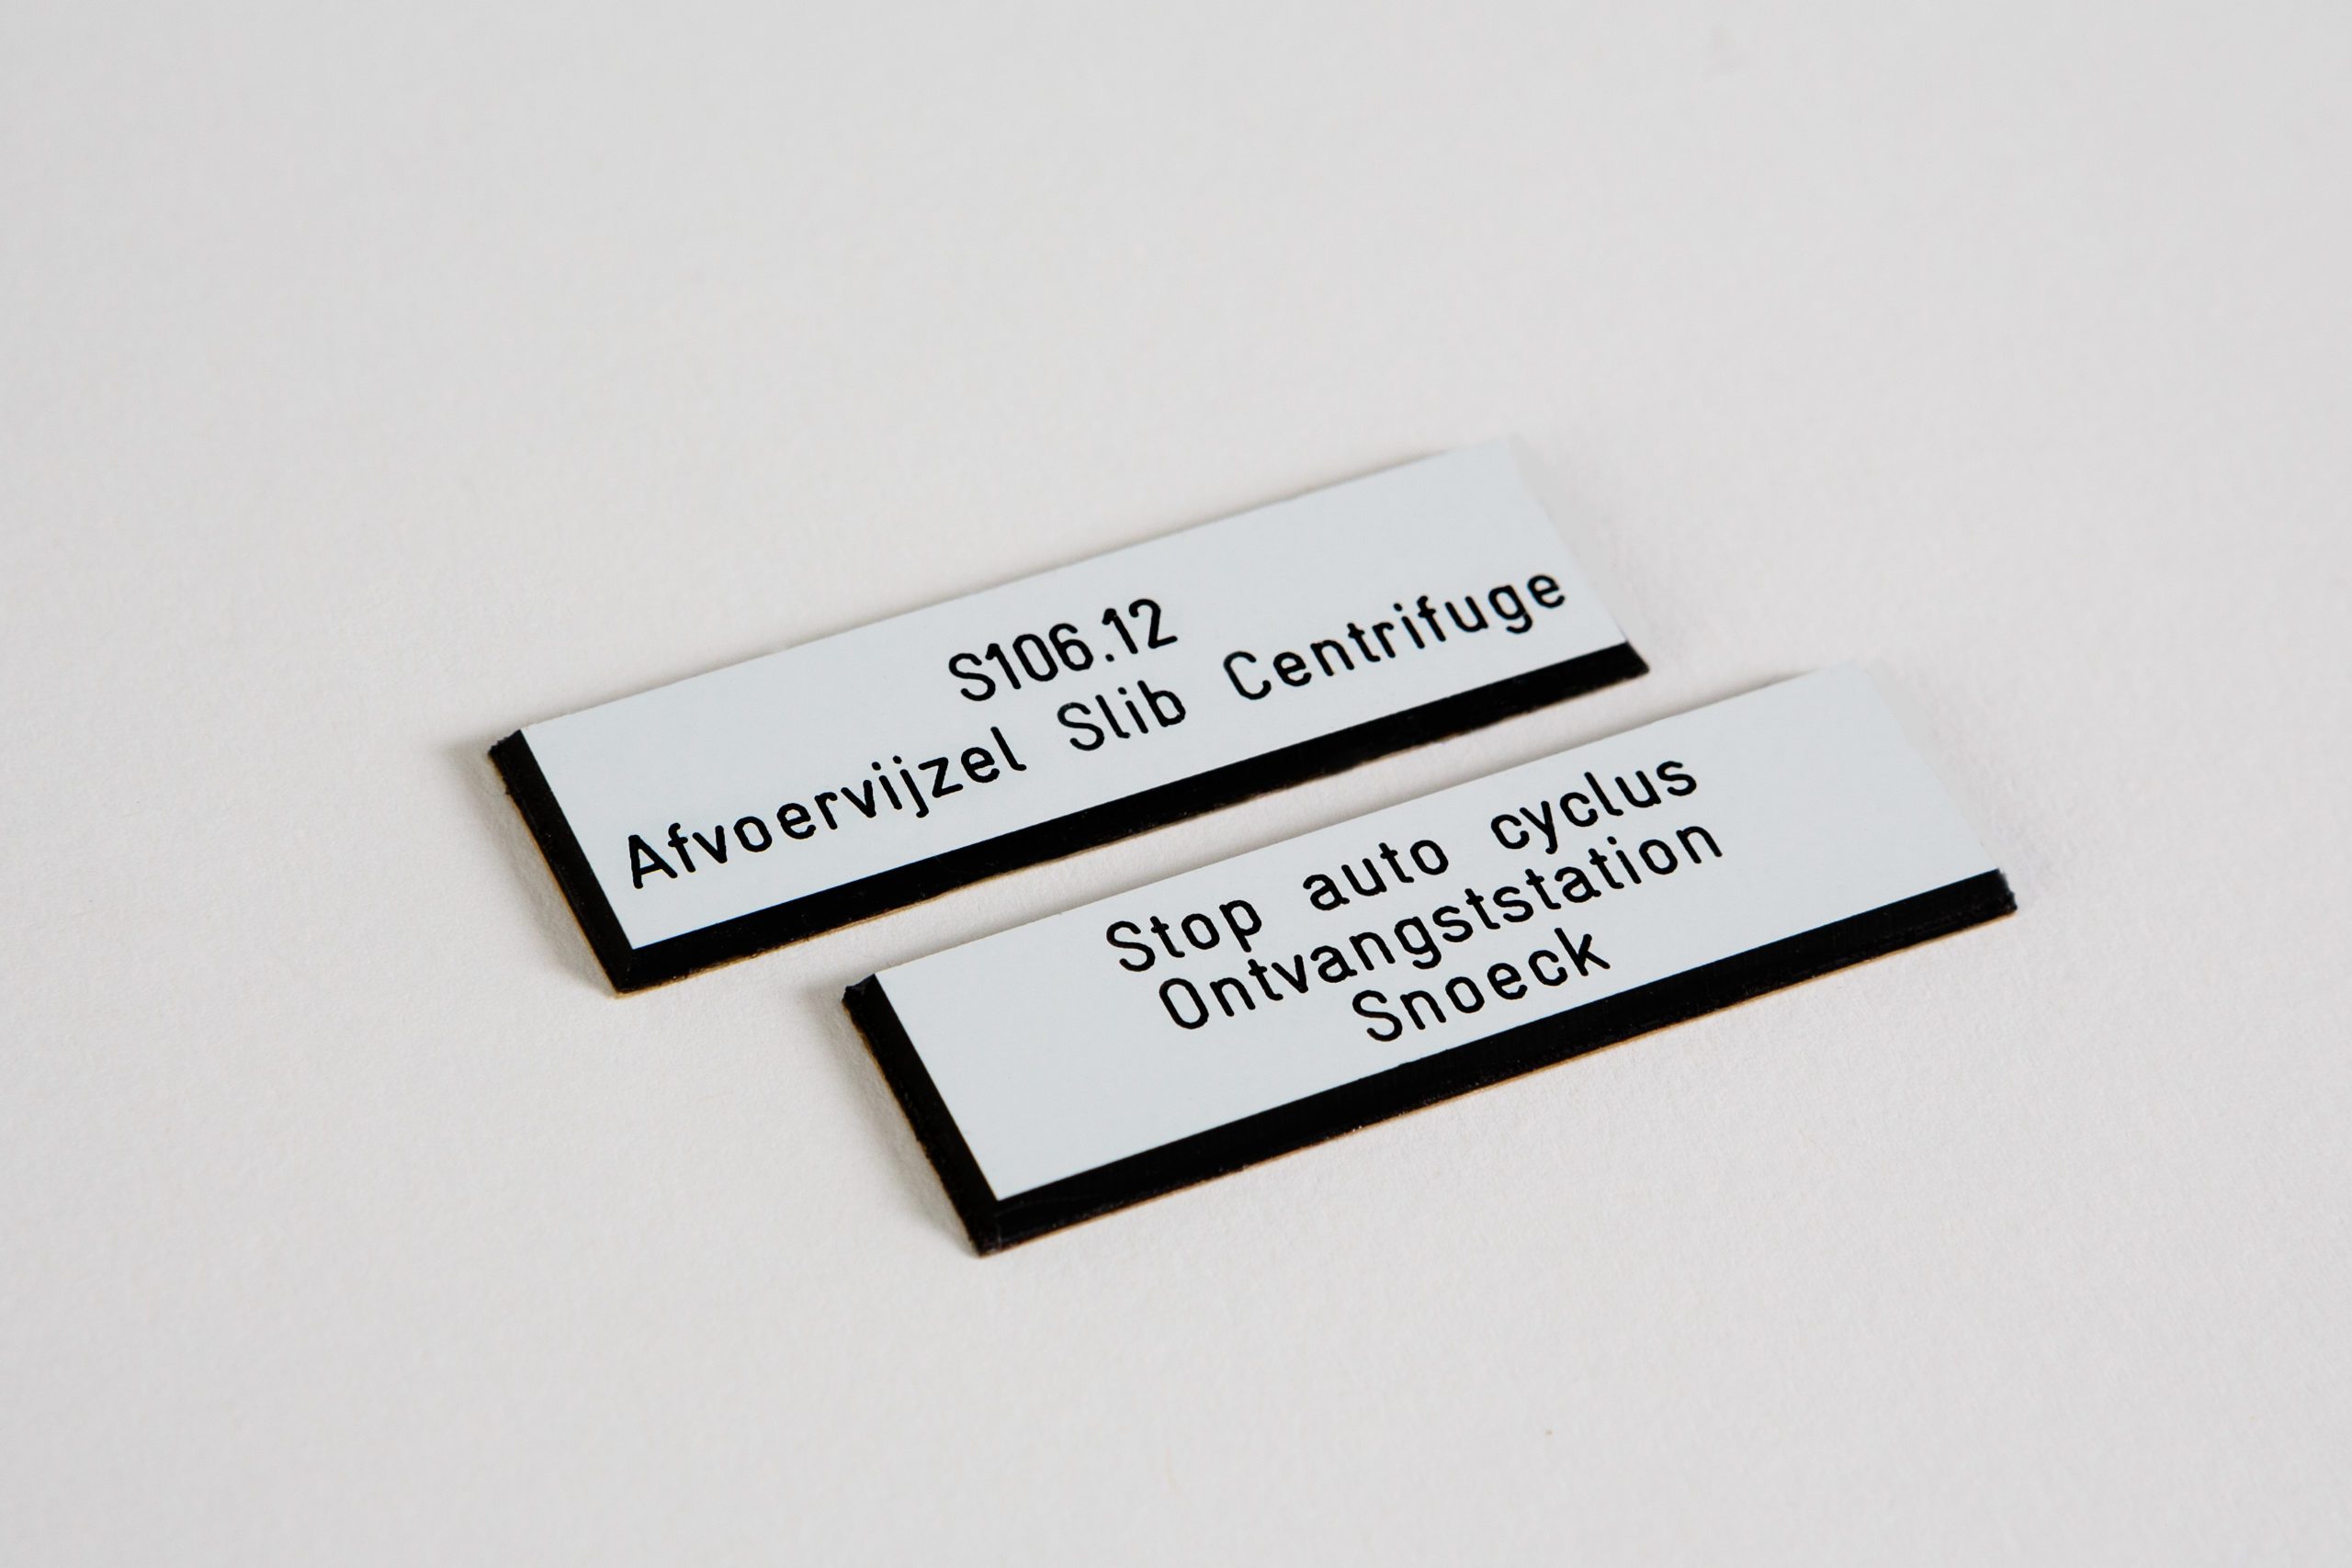 S106.12
Afvoervijzel Slib Centrifuge
Stop auto cyclus
Ontvangststation
Snoeck